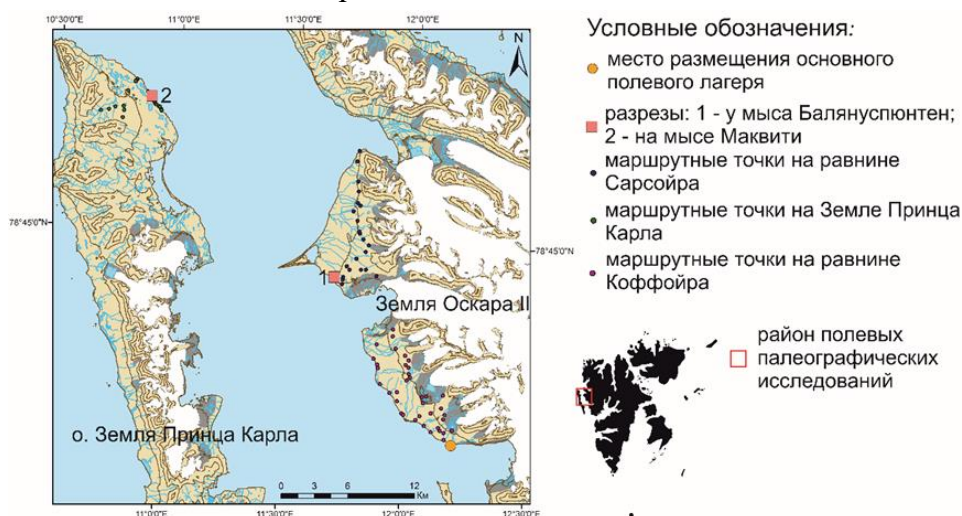 10°30'0"E
11°0'0"E
11°30'0"E
12°0'0"E
N
2
78°45'0"N
78°45'0"N
1
Земля Оскара II
о. Земля Принца Карла
0 3 6 12
Км
11°0'0"E
11°30'0"E
12°0'0"E
12°30'0"E
Условные обозначения:
место размещения основного
полевого лагеря
разрезы: 1 - у мыса Балянуспюнтен;
2 - на мысе Маквити
маршрутные точки на равнине
Сарсойра
маршрутные точки на Земле Принца
Карла
маршрутные точки на равнине
Коффойра
район полевых
палеографических
исследований